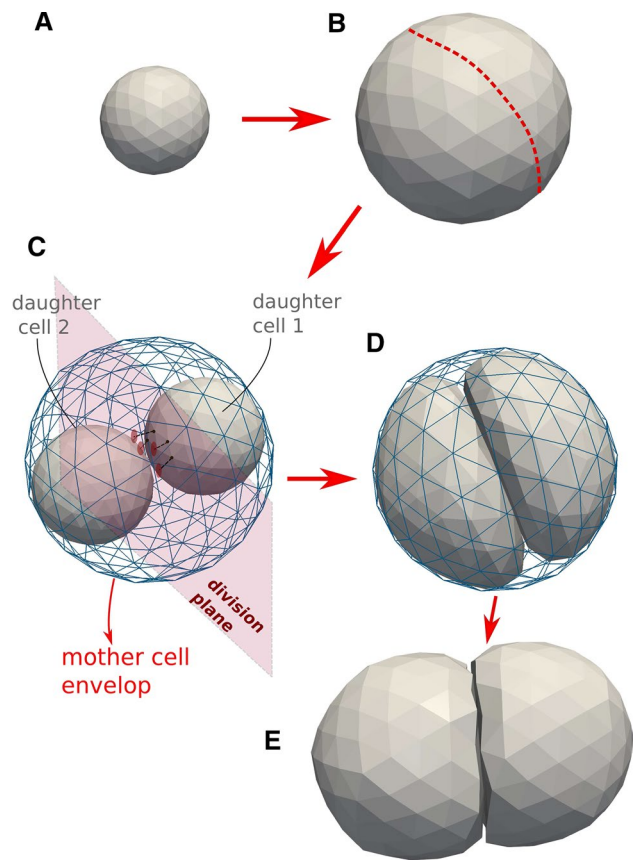 A
B
C
daughter
cell 2
daughter
cell 1
D
division
plane
mother cell
envelop
E